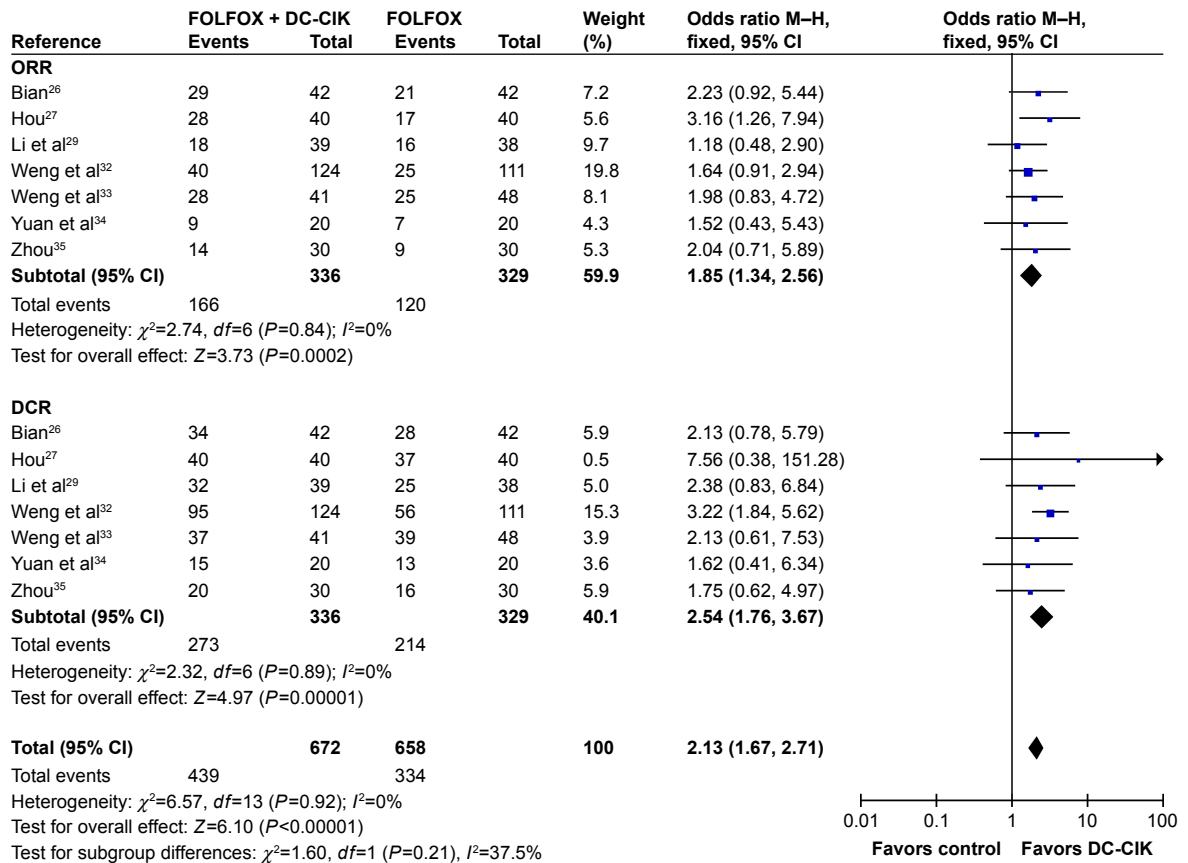 FOLFOX + DC-CIK FOLFOX Weight Odds ratio M–H, Odds ratio M–H,
Reference Events Total Events Total (%) fixed, 95% CI fixed, 95% CI
ORR
Bian26 29 42 21 42 7.2 2.23 (0.92, 5.44)
Hou27 28 40 17 40 5.6 3.16 (1.26, 7.94)
Li et al29 18 39 16 38 9.7 1.18 (0.48, 2.90)
Weng et al32 40 124 25 111 19.8 1.64 (0.91, 2.94)
Weng et al33 28 41 25 48 8.1 1.98 (0.83, 4.72)
Yuan et al34 9 20 7 20 4.3 1.52 (0.43, 5.43)
Zhou35 14 30 9 30 5.3 2.04 (0.71, 5.89)
Subtotal (95% CI) 336 329 59.9 1.85 (1.34, 2.56)
Total events 166 120
Heterogeneity: χ²=2.74, df=6 (P=0.84); I²=0%
Test for overall effect: Z=3.73 (P=0.0002)
DCR
Bian26 34 42 28 42 5.9 2.13 (0.78, 5.79)
Hou27 40 40 37 40 0.5 7.56 (0.38, 151.28)
Li et al29 32 39 25 38 5.0 2.38 (0.83, 6.84)
Weng et al32 95 124 56 111 15.3 3.22 (1.84, 5.62)
Weng et al33 37 41 39 48 3.9 2.13 (0.61, 7.53)
Yuan et al34 15 20 13 20 3.6 1.62 (0.41, 6.34)
Zhou35 20 30 16 30 5.9 1.75 (0.62, 4.97)
Subtotal (95% CI) 336 329 40.1 2.54 (1.76, 3.67)
Total events 273 214
Heterogeneity: χ²=2.32, df=6 (P=0.89); I²=0%
Test for overall effect: Z=4.97 (P=0.00001)
Total (95% CI) 672 658 100 2.13 (1.67, 2.71)
Total events 439 334
Heterogeneity: χ²=6.57, df=13 (P=0.92); I²=0%
Test for overall effect: Z=6.10 (P<0.00001)
Test for subgroup differences: χ²=1.60, df=1 (P=0.21), I²=37.5%
0.01 0.1 1 10 100
Favors control Favors DC-CIK